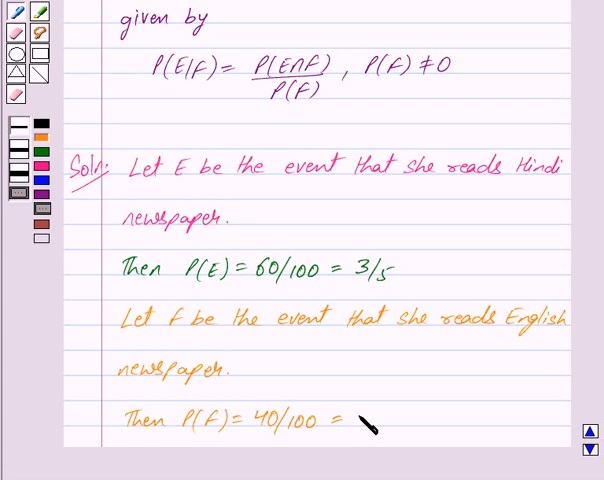 given by
P(E|F) = P(E∩F)/P(F), P(F) ≠ 0
Soln: Let E be the event that she reads Hindi
newspaper.
Then P(E) = 60/100 = 3/5
Let F be the event that she reads English
newspaper.
Then P(F) = 40/100 =